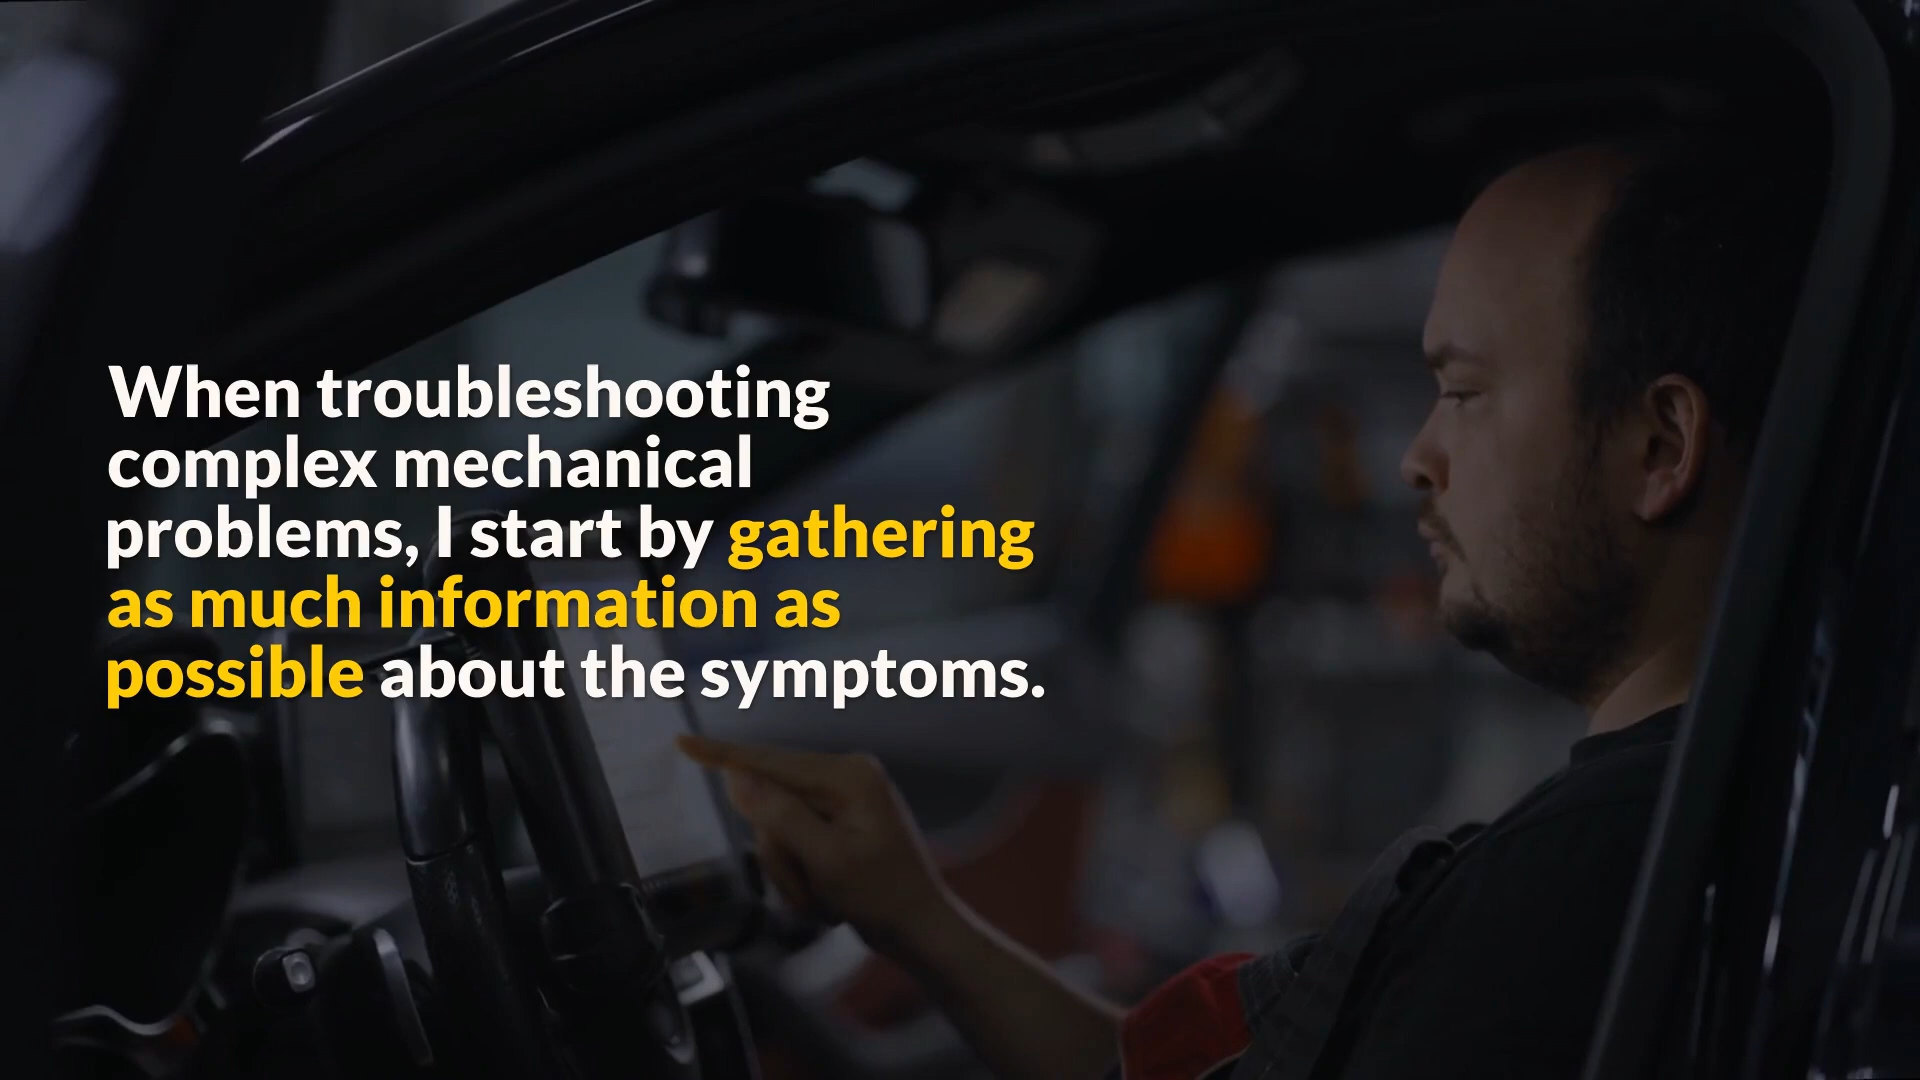 When troubleshooting
complex mechanical
problems, I start by gathering
as much information as
possible about the symptoms.